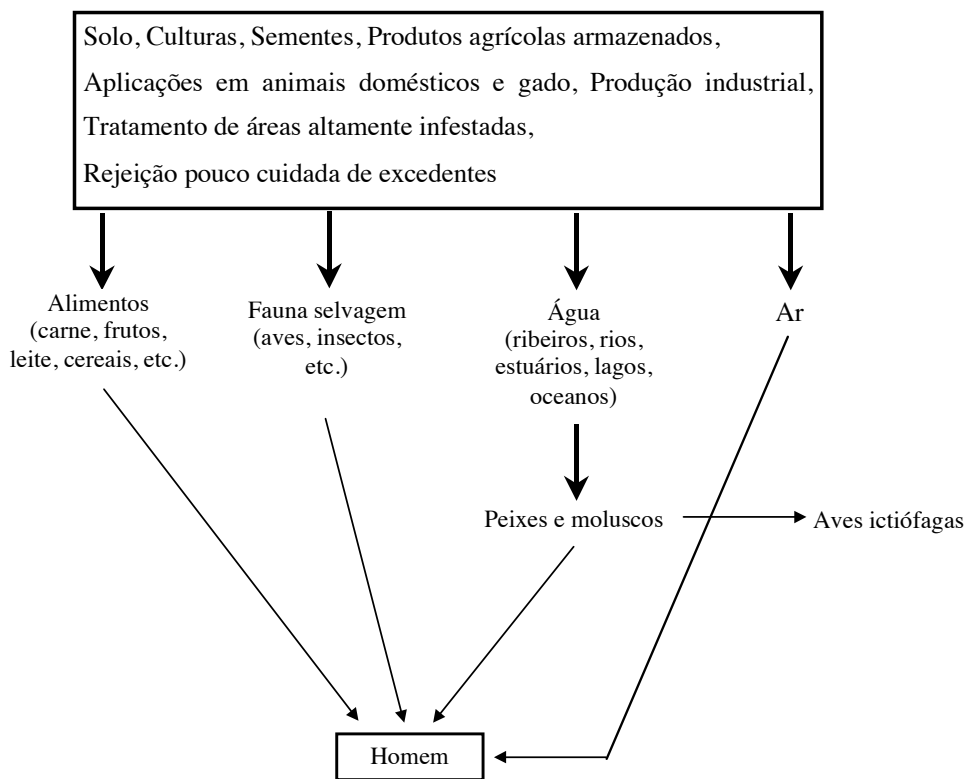 Solo, Culturas, Sementes, Produtos agrícolas armazenados,
Aplicações em animais domésticos e gado, Produção industrial,
Tratamento de áreas altamente infestadas,
Rejeição pouco cuidada de excedentes
Alimentos
(carne, frutos,
leite, cereais, etc.)
Fauna selvagem
(aves, insectos,
etc.)
Água
(ribeiros, rios,
estuários, lagos,
oceanos)
Ar
Peixes e moluscos
Aves ictiófagas
Homem